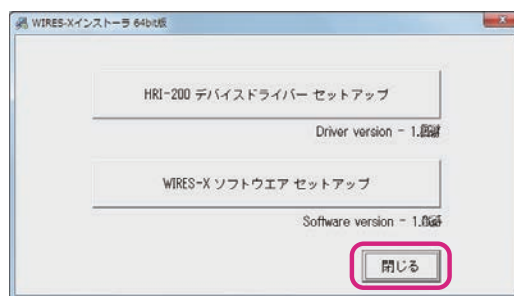 WIRES-Xインストーラ 64bit版
HRI-200 デバイスドライバー セットアップ
Driver version - 1.
WIRES-X ソフトウエア セットアップ
Software version - 1.
閉じる